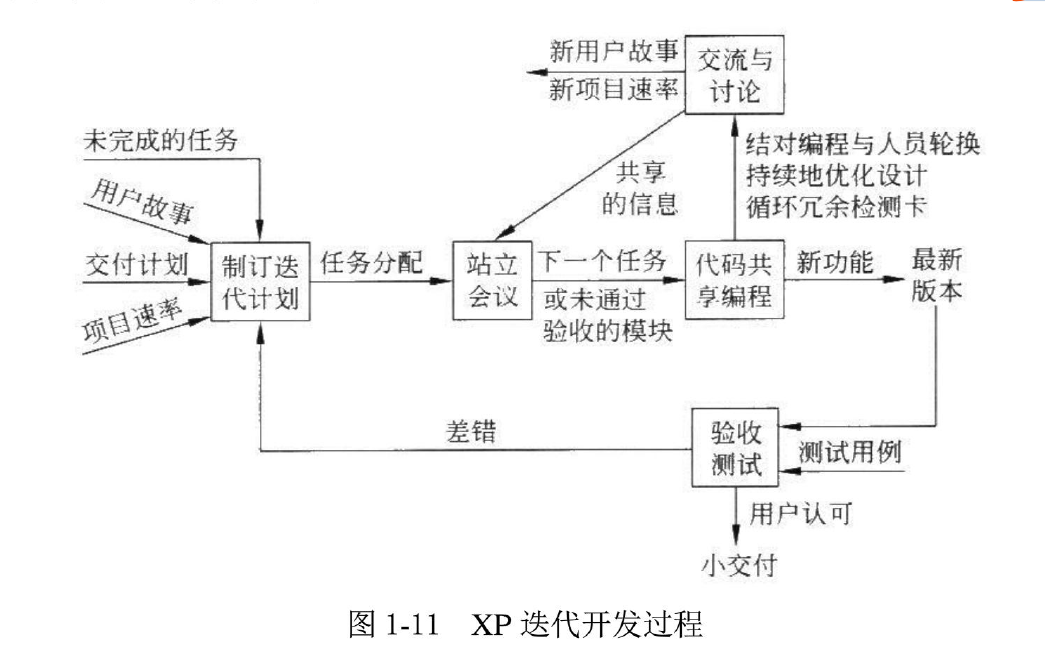 新用户故事
新项目速率
交流与
讨论
未完成的任务
用户故事
交付计划
项目速率
制订迭
代计划
任务分配
共享
的信息
站立
会议
下一个任务
或未通过
验收的模块
结对编程与人员轮换
持续地优化设计
循环冗余检测卡
代码共
享编程
新功能
最新
版本
差错
验收
测试
测试用例
用户认可
小交付
图 1-11 XP 迭代开发过程